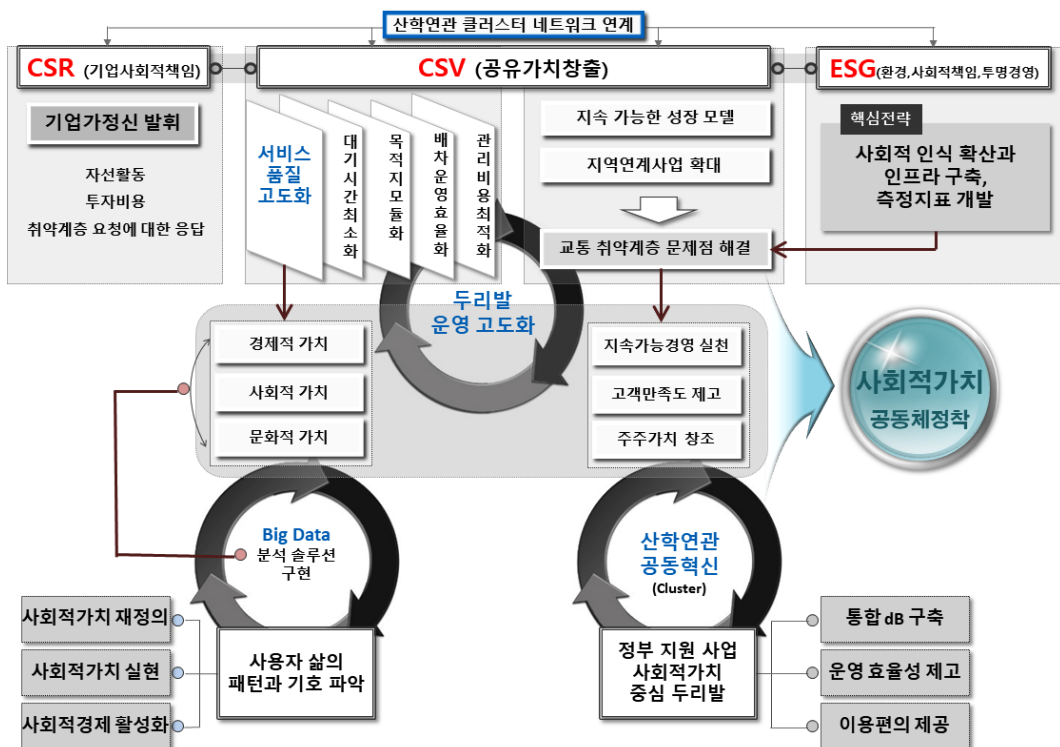 산학연관 클러스터 네트워크 연계
CSR (기업사회적책임)
CSV (공유가치창출)
ESG(환경,사회적책임,투명경영)
기업가정신 발휘
자선활동
투자비용
취약계층 요청에 대한 응답
서비스
품질
고도화
대기시간최소화
목적지모듈화
배차운영효율화
관리비용최적화
지속 가능한 성장 모델
지역연계사업 확대
교통 취약계층 문제점 해결
핵심전략
사회적 인식 확산과
인프라 구축,
측정지표 개발
두리발
운영 고도화
경제적 가치
사회적 가치
문화적 가치
지속가능경영 실천
고객만족도 제고
주주가치 창조
사회적가치
공동체정착
Big Data
분석 솔루션
구현
산학연관
공동혁신
(Cluster)
사회적가치 재정의
사회적가치 실현
사회적경제 활성화
사용자 삶의
패턴과 기호 파악
정부 지원 사업
사회적가치
중심 두리발
통합 dB 구축
운영 효율성 제고
이용편의 제공